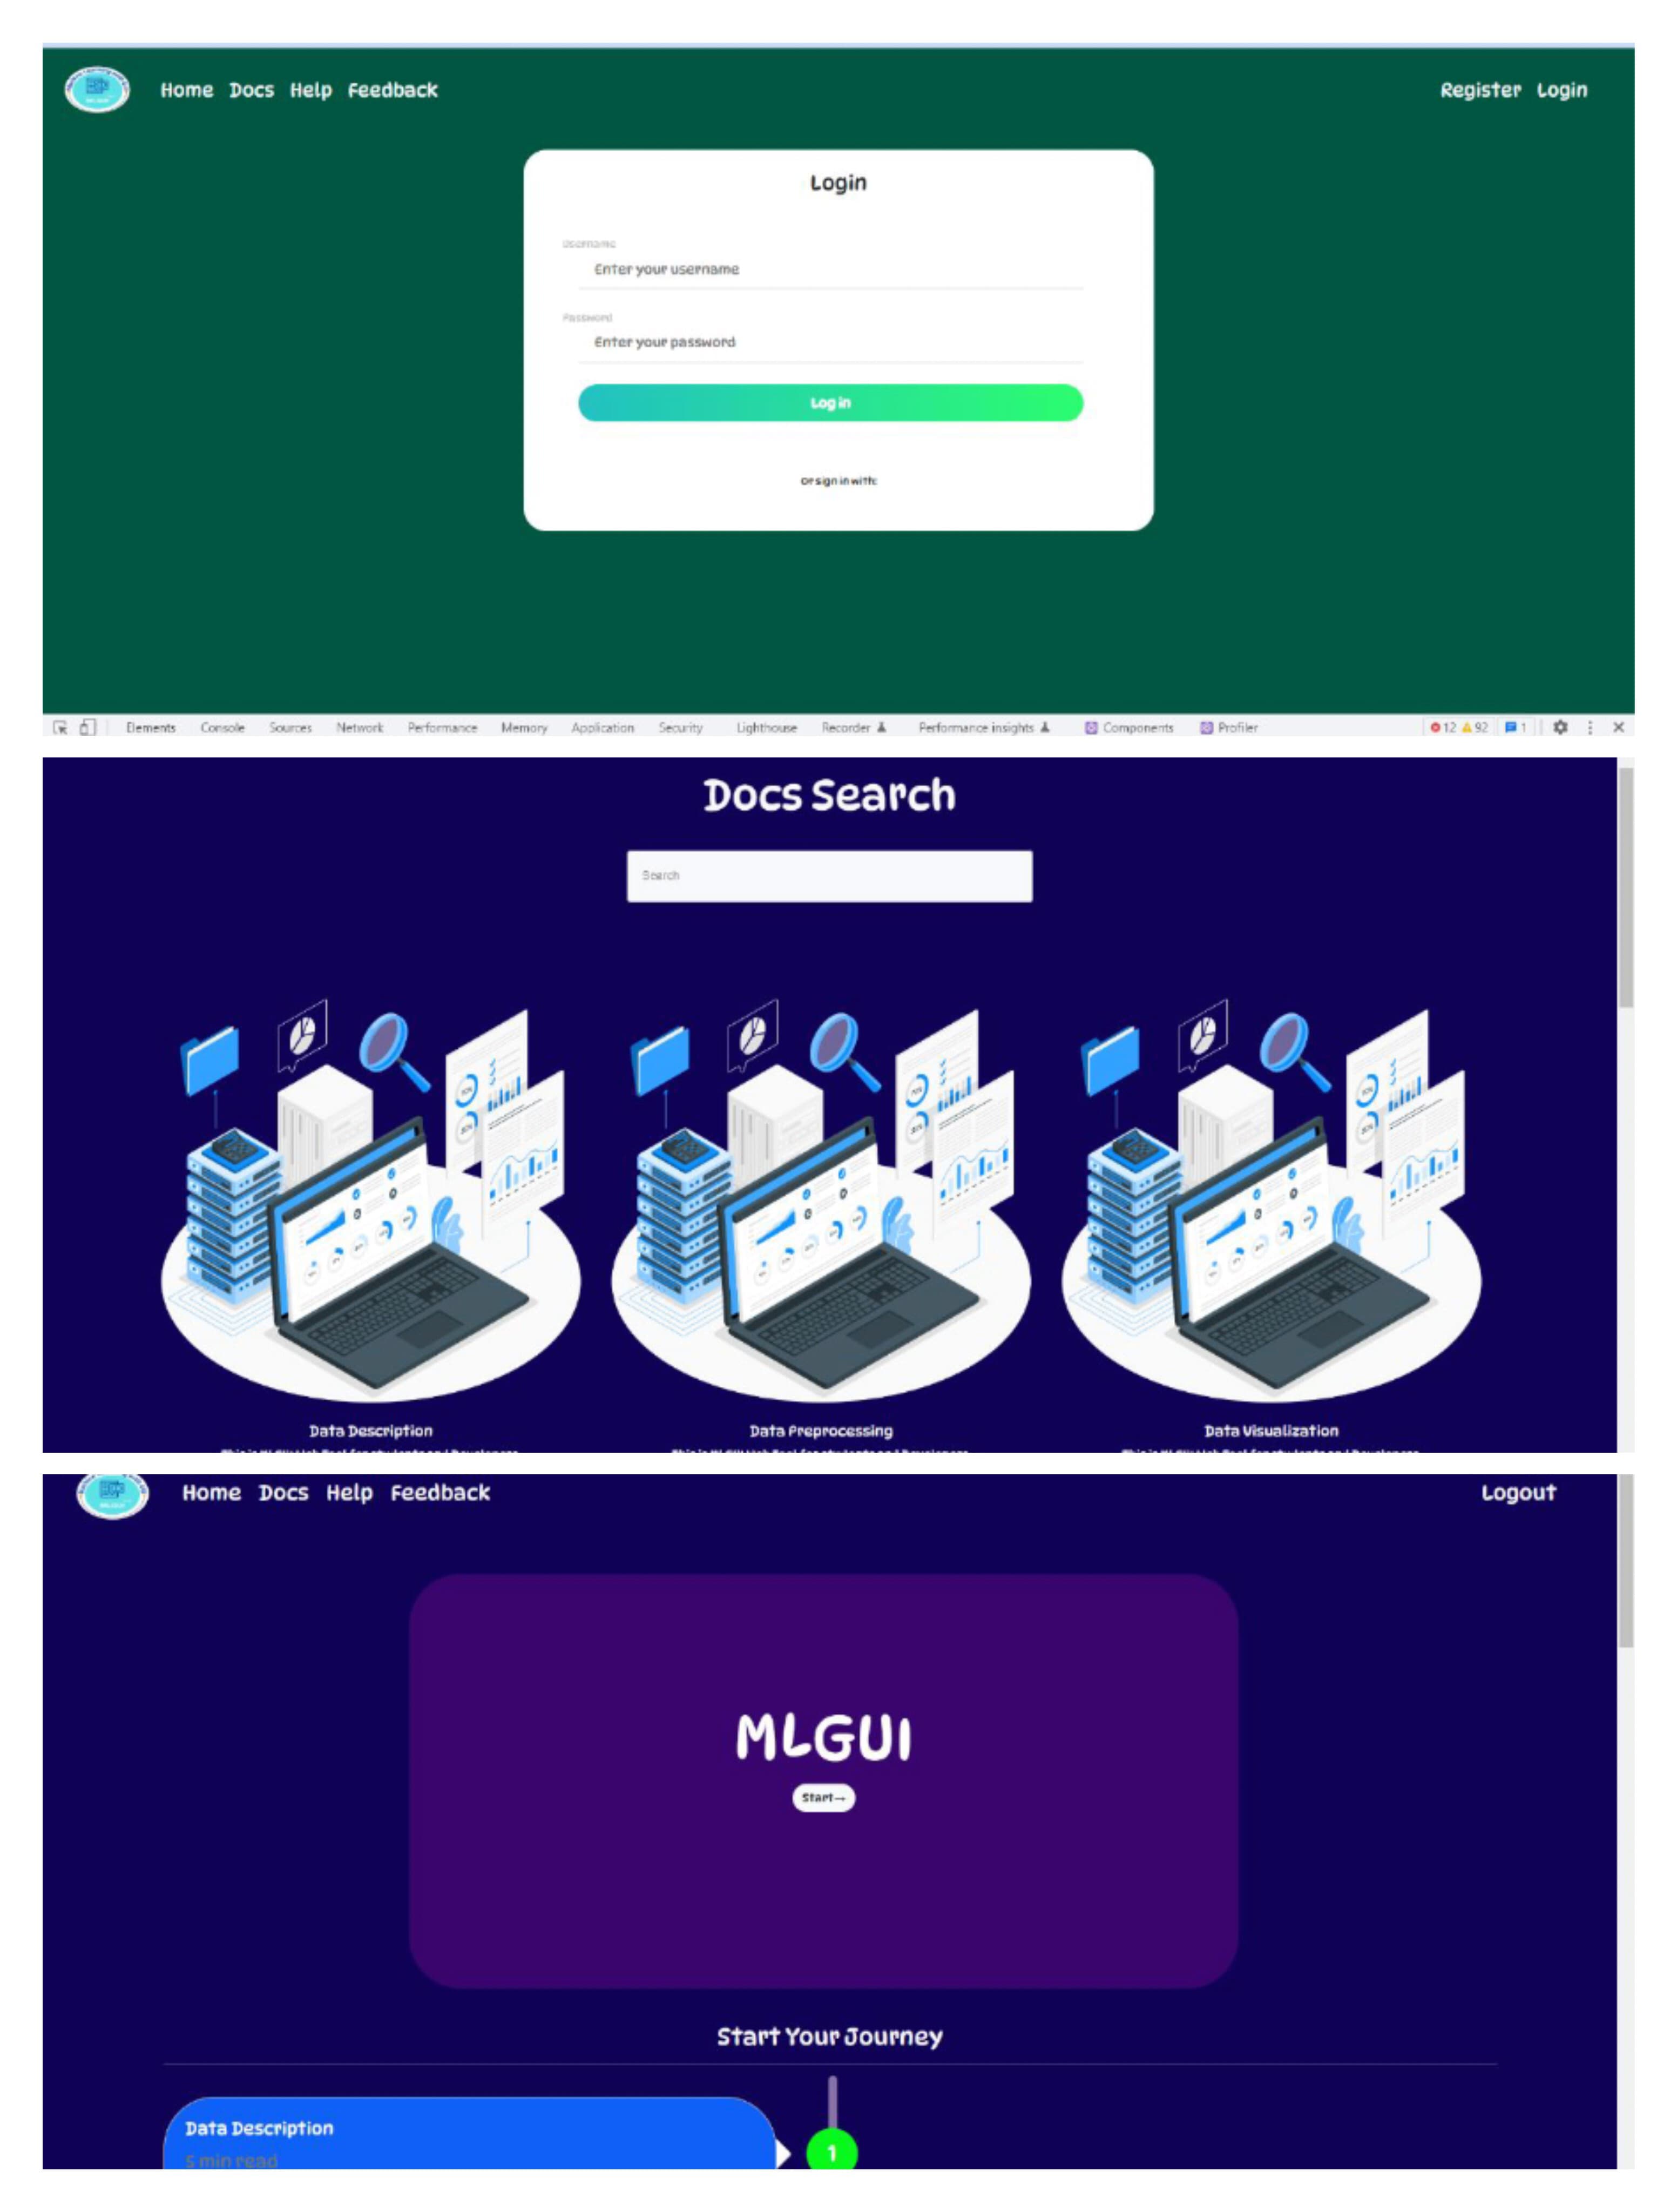 Home Docs Help Feedback
Register Login
Login
Username
Enter your username
Password
Enter your password
Log in
Or sign in with:
Elements Console Sources Network Performance Memory Application Security Lighthouse Recorder Performance insights Components Profiler
12 92 1
Docs Search
Search
Data Description
Data Preprocessing
Data Visualization
Home Docs Help Feedback
Logout
MLGUI
Start→
Start Your Journey
Data Description
5 min read
1